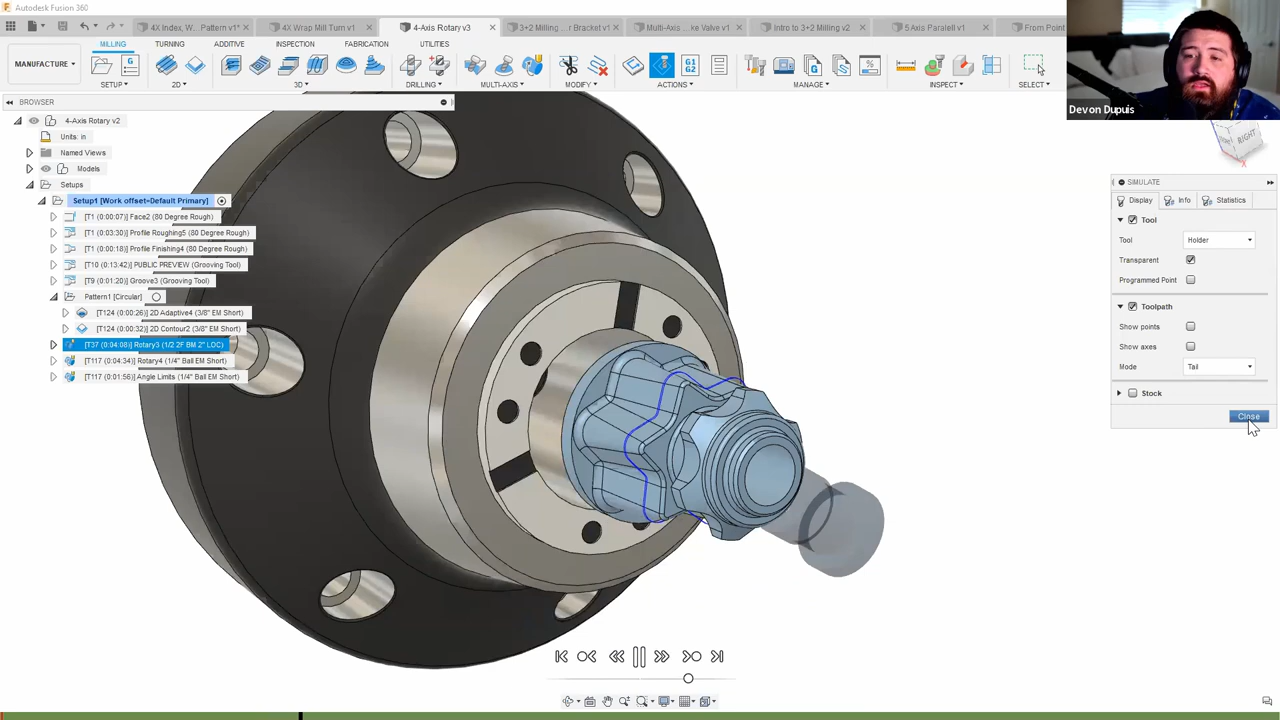 Autodesk Fusion 360
4X Index, W... Pattern v1*
4X Wrap Mill Turn v1
4-Axis Rotary v3
3+2 Milling ...r Bracket v1*
Multi-Axis ...ke Valve v1*
Intro to 3+2 Milling v2
5 Axis Paralell v1
From Point
MILLING
TURNING
ADDITIVE
INSPECTION
FABRICATION
UTILITIES
MANUFACTURE
SETUP
2D
3D
DRILLING
MULTI-AXIS
MODIFY
ACTIONS
MANAGE
INSPECT
SELECT
G1
G2
Devon Dupuis
RIGHT
BROWSER
4-Axis Rotary v2
Units: in
Named Views
Models
Setups
Setup1 [Work offset=Default Primary]
[T1 (0:00:07)] Face2 (80 Degree Rough)
[T1 (0:03:30)] Profile Roughing5 (80 Degree Rough)
[T1 (0:00:18)] Profile Finishing4 (80 Degree Rough)
[T10 (0:13:42)] PUBLIC PREVIEW (Grooving Tool)
[T9 (0:01:20)] Groove3 (Grooving Tool)
Pattern1 [Circular]
[T124 (0:00:26)] 2D Adaptive4 (3/8" EM Short)
[T124 (0:00:32)] 2D Contour2 (3/8" EM Short)
[T37 (0:04:08)] Rotary3 (1/2 2F BM 2" LOC)
[T117 (0:04:34)] Rotary4 (1/4" Ball EM Short)
[T117 (0:01:56)] Angle Limits (1/4" Ball EM Short)
SIMULATE
Display
Info
Statistics
Tool
Tool
Holder
Transparent
Programmed Point
Toolpath
Show points
Show axes
Mode
Tail
Stock
Close